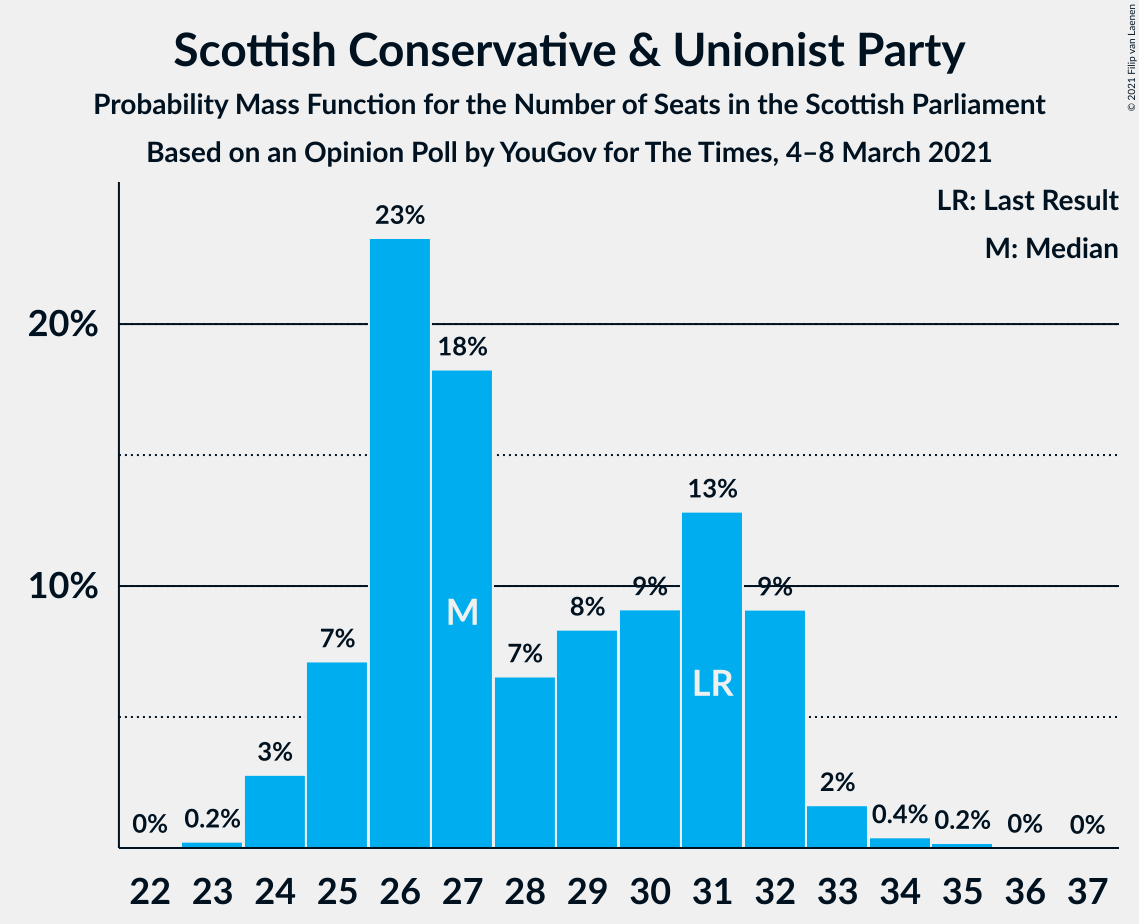 Scottish Conservative & Unionist Party
Probability Mass Function for the Number of Seats in the Scottish Parliament
Based on an Opinion Poll by YouGov for The Times, 4–8 March 2021
© 2021 Filip van Laenen
LR: Last Result
M: Median
20%
10%
0%
0.2%
3%
7%
23%
18%
7%
8%
9%
13%
9%
2%
0.4%
0.2%
0%
0%
M
LR
22 23 24 25 26 27 28 29 30 31 32 33 34 35 36 37